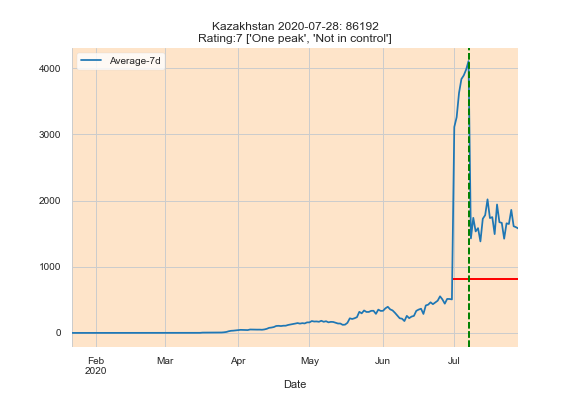 Kazakhstan 2020-07-28: 86192
Rating:7 ['One peak', 'Not in control']
Average-7d
4000
3000
2000
1000
0
Feb
2020
Mar
Apr
May
Jun
Jul
Date